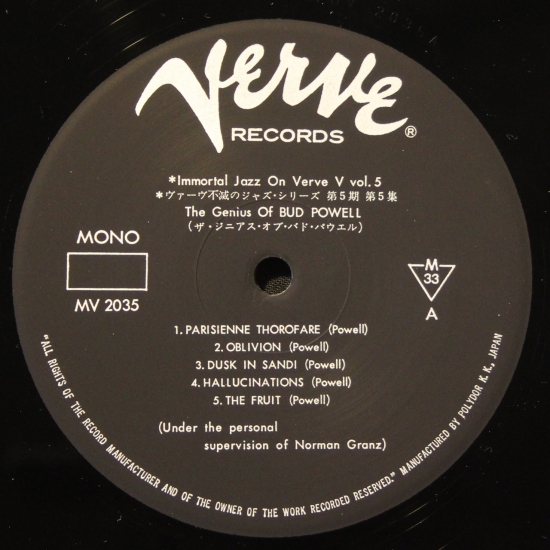 Verve
RECORDS ®
*Immortal Jazz On Verve V vol.5
*ヴァーヴ不滅のジャズ・シリーズ 第5期 第5集
The Genius Of BUD POWELL
(ザ・ジニアス・オブ・バド・パウエル)
MONO
MV 2035
M
33
A
1. PARISIENNE THOROFARE (Powell)
2. OBLIVION (Powell)
3. DUSK IN SANDI (Powell)
4. HALLUCINATIONS (Powell)
5. THE FRUIT (Powell)
(Under the personal
supervision of Norman Granz)
"ALL RIGHTS OF THE RECORD MANUFACTURER AND OF THE OWNER OF THE WORK RECORDED RESERVED." MANUFACTURED BY POLYDOR K.K., JAPAN